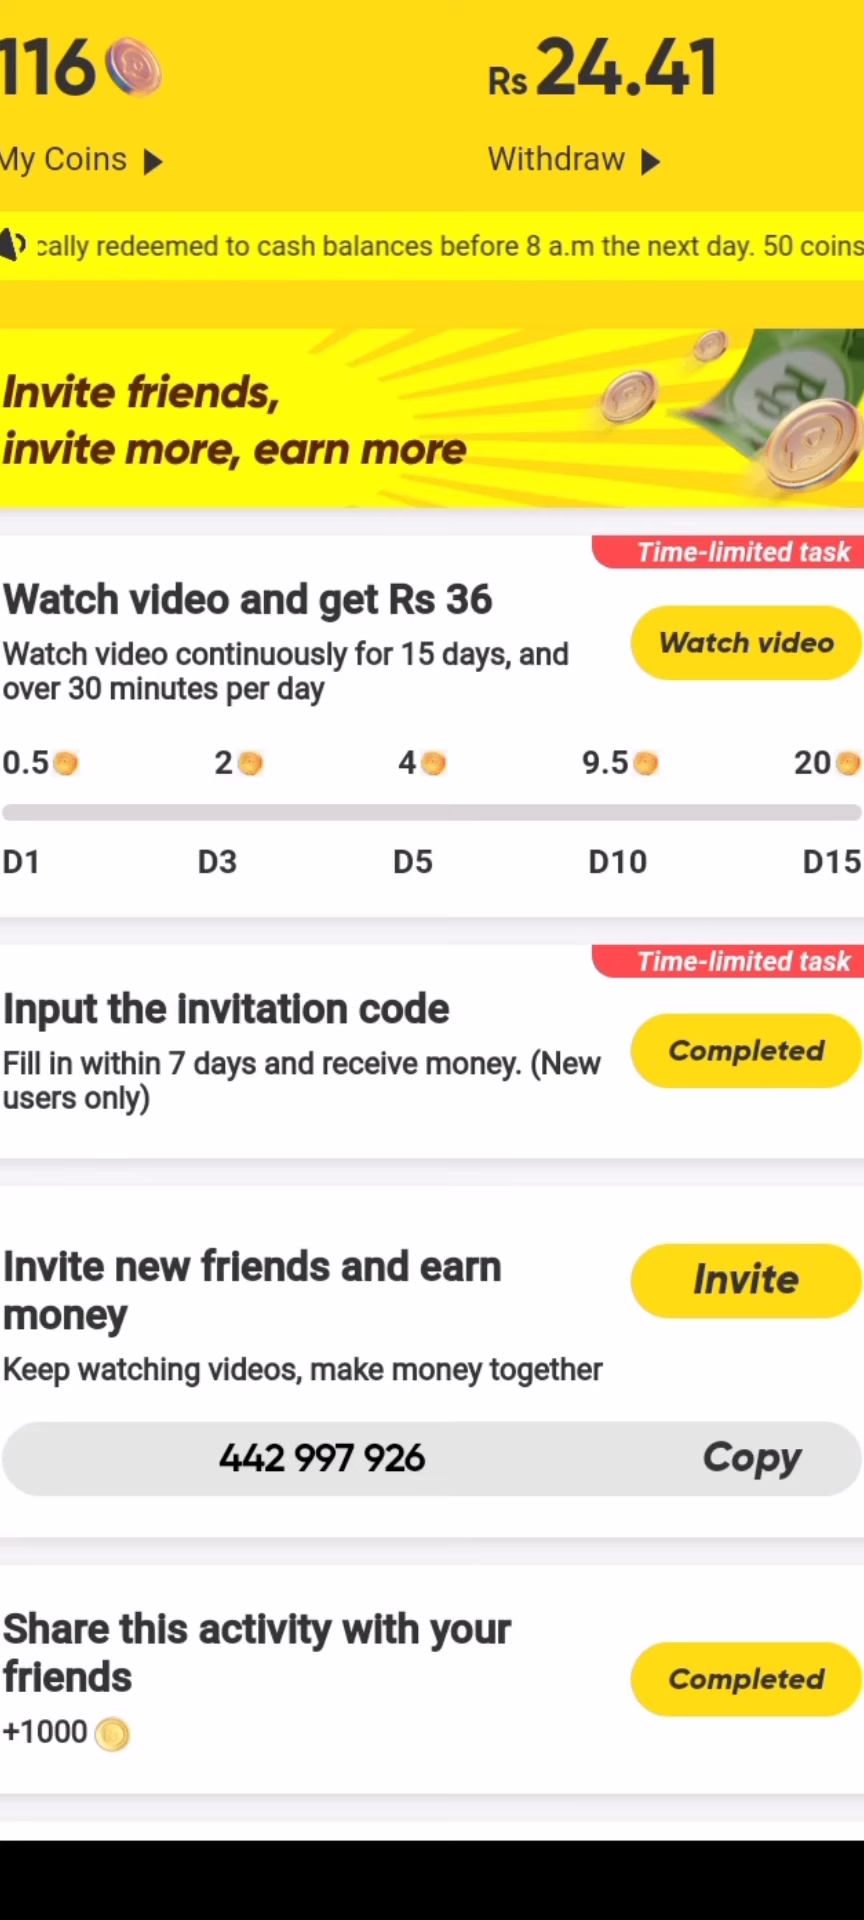 116
Rs 24.41
My Coins
Withdraw
cally redeemed to cash balances before 8 a.m the next day. 50 coins
Invite friends,
invite more, earn more
Time-limited task
Watch video and get Rs 36
Watch video continuously for 15 days, and
over 30 minutes per day
Watch video
0.5 2 4 9.5 20
D1 D3 D5 D10 D15
Time-limited task
Input the invitation code
Fill in within 7 days and receive money. (New
users only)
Completed
Invite new friends and earn
money
Invite
Keep watching videos, make money together
442 997 926
Copy
Share this activity with your
friends
+1000
Completed